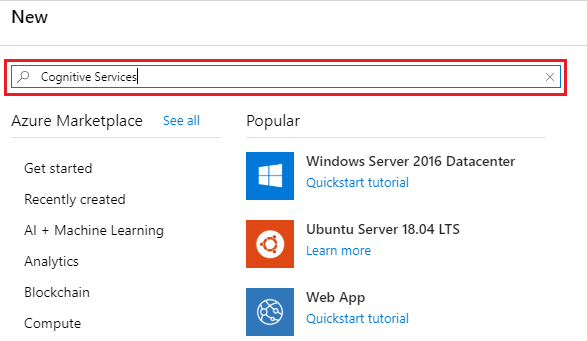 New
Cognitive Services
Azure Marketplace See all
Popular
Get started
Recently created
AI + Machine Learning
Analytics
Blockchain
Compute
Windows Server 2016 Datacenter
Quickstart tutorial
Ubuntu Server 18.04 LTS
Learn more
Web App
Quickstart tutorial